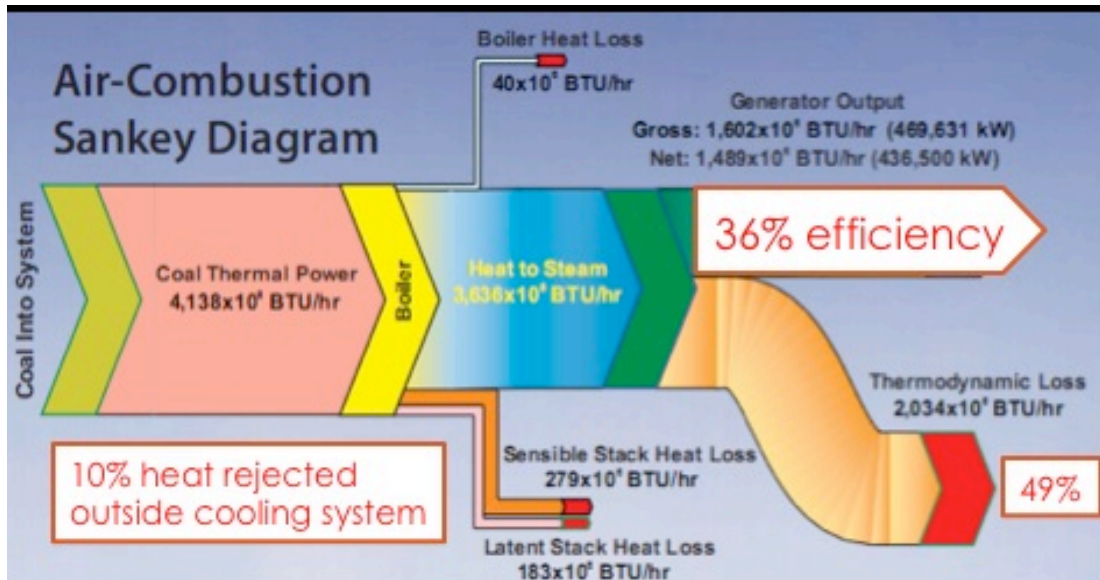 Air-Combustion
Sankey Diagram
Boiler Heat Loss
40x10⁶ BTU/hr
Generator Output
Gross: 1,602x10⁶ BTU/hr (469,631 kW)
Net: 1,489x10⁶ BTU/hr (436,500 kW)
36% efficiency
Coal Into System
Coal Thermal Power
4,138x10⁶ BTU/hr
Boiler
Heat to Steam
3,636x10⁶ BTU/hr
Thermodynamic Loss
2,034x10⁶ BTU/hr
49%
10% heat rejected
outside cooling system
Sensible Stack Heat Loss
279x10⁶ BTU/hr
Latent Stack Heat Loss
183x10⁶ BTU/hr